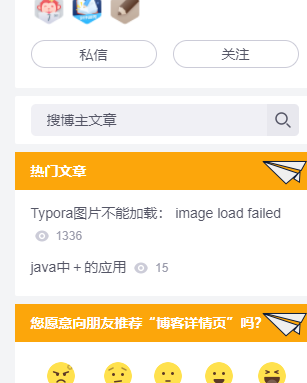 私信 关注
搜博主文章
热门文章
Typora图片不能加载： image load failed
1336
java中＋的应用 15
您愿意向朋友推荐“博客详情页”吗？